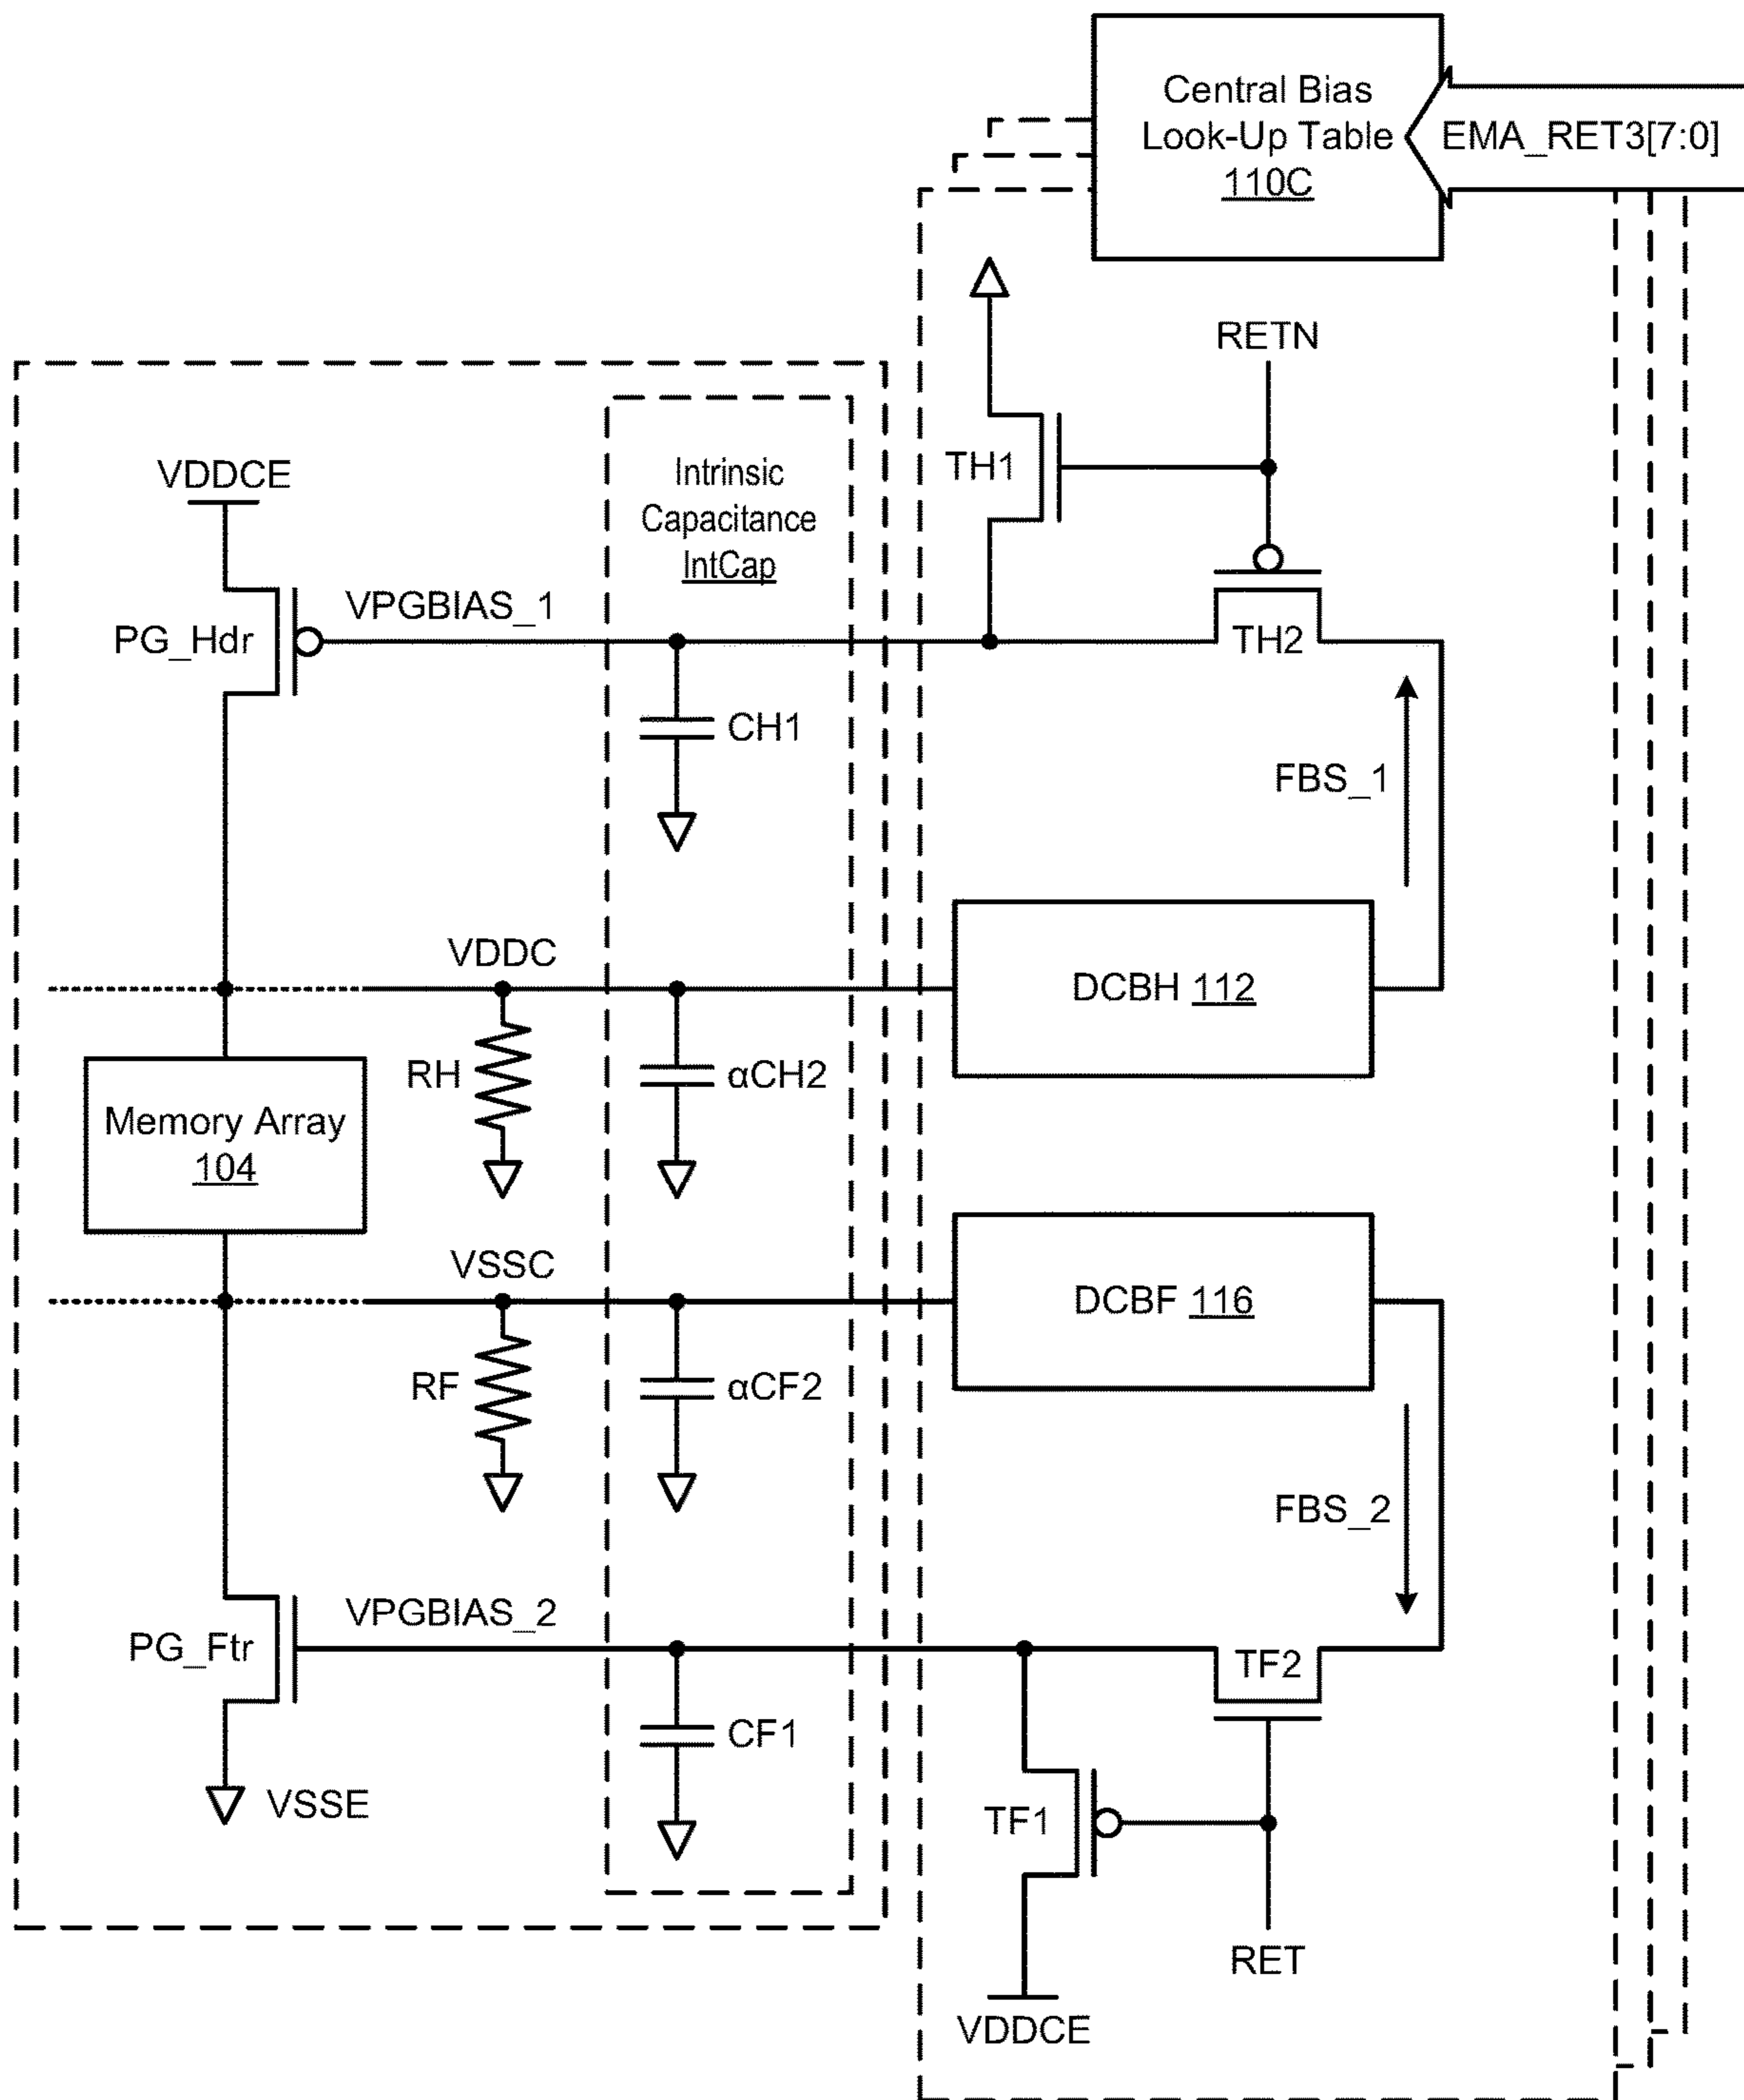 Central Bias
Look-Up Table
110C
EMA_RET3[7:0]
RETN
TH1
VDDCE
Intrinsic
Capacitance
IntCap
PG_Hdr
VPGBIAS_1
TH2
CH1
FBS_1
VDDC
DCBH 112
RH
αCH2
Memory Array
104
VSSC
DCBF 116
RF
αCF2
FBS_2
PG_Ftr
VPGBIAS_2
TF2
CF1
VSSE
TF1
RET
VDDCE